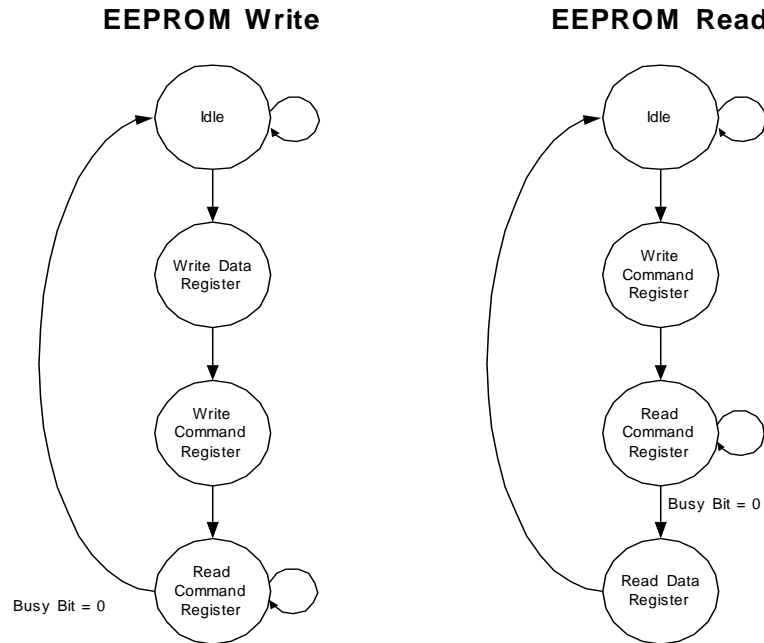 EEPROM Write
Idle
Write Data
Register
Write
Command
Register
Read
Command
Register
Busy Bit = 0
EEPROM Read
Idle
Write
Command
Register
Read
Command
Register
Busy Bit = 0
Read Data
Register